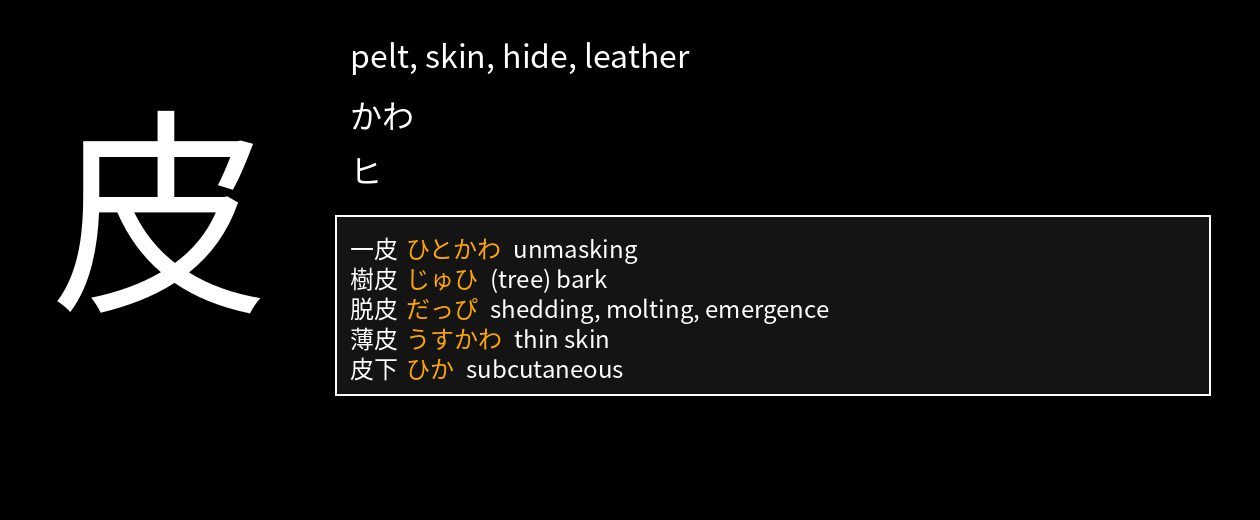 皮
pelt, skin, hide, leather
かわ
ヒ
一皮 ひとかわ unmasking
樹皮 じゅひ (tree) bark
脱皮 だっぴ shedding, molting, emergence
薄皮 うすかわ thin skin
皮下 ひか subcutaneous